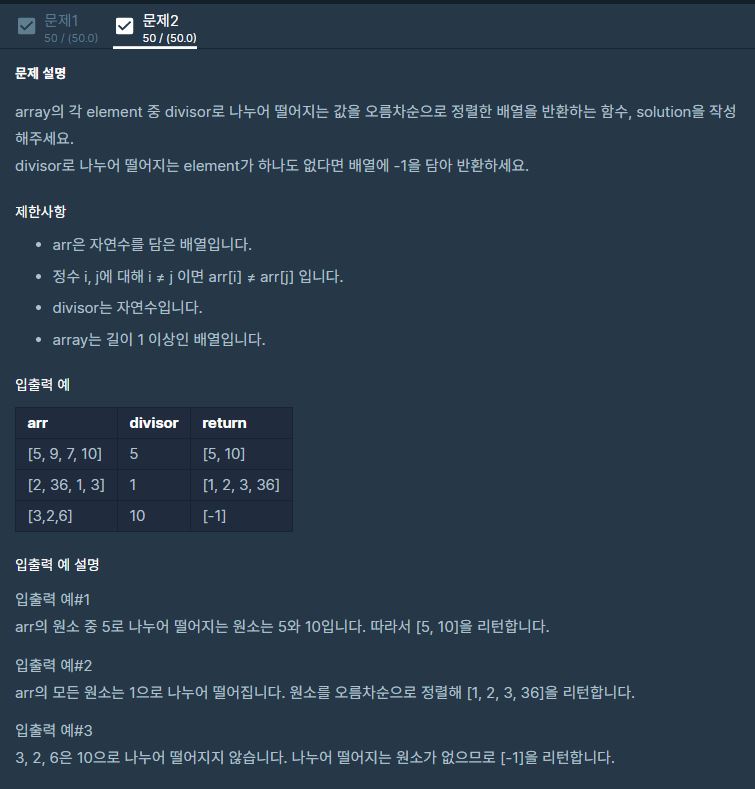 문제1
50 / (50.0)
문제2
50 / (50.0)
문제 설명
array의 각 element 중 divisor로 나누어 떨어지는 값을 오름차순으로 정렬한 배열을 반환하는 함수, solution을 작성
해주세요.
divisor로 나누어 떨어지는 element가 하나도 없다면 배열에 -1을 담아 반환하세요.
제한사항
• arr은 자연수를 담은 배열입니다.
• 정수 i, j에 대해 i ≠ j 이면 arr[i] ≠ arr[j] 입니다.
• divisor는 자연수입니다.
• array는 길이 1 이상인 배열입니다.
입출력 예
arr divisor return
[5, 9, 7, 10] 5 [5, 10]
[2, 36, 1, 3] 1 [1, 2, 3, 36]
[3,2,6] 10 [-1]
입출력 예 설명
입출력 예#1
arr의 원소 중 5로 나누어 떨어지는 원소는 5와 10입니다. 따라서 [5, 10]을 리턴합니다.
입출력 예#2
arr의 모든 원소는 1으로 나누어 떨어집니다. 원소를 오름차순으로 정렬해 [1, 2, 3, 36]을 리턴합니다.
입출력 예#3
3, 2, 6은 10으로 나누어 떨어지지 않습니다. 나누어 떨어지는 원소가 없으므로 [-1]을 리턴합니다.